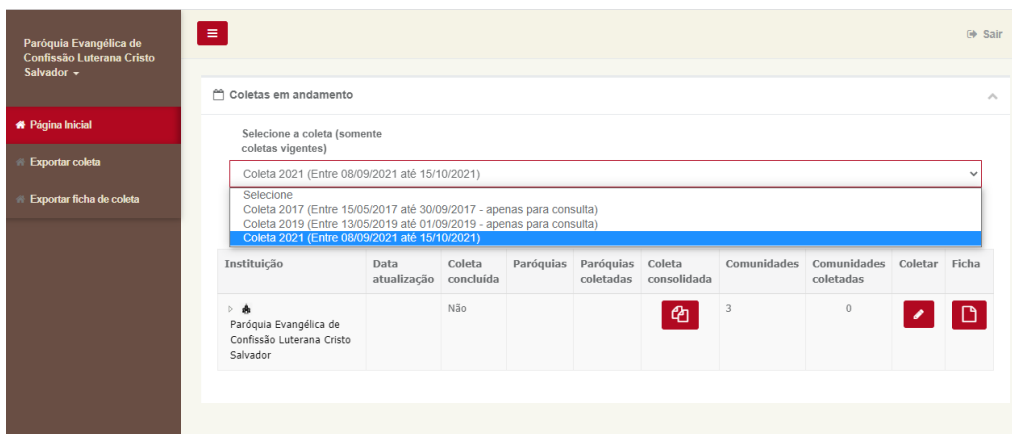 Paróquia Evangélica de
Confissão Luterana Cristo
Salvador
Página Inicial
Exportar coleta
Exportar ficha de coleta
Sair
Coletas em andamento
Selecione a coleta (somente
coletas vigentes)
Coleta 2021 (Entre 08/09/2021 até 15/10/2021)
Selecione
Coleta 2017 (Entre 15/05/2017 até 30/09/2017 - apenas para consulta)
Coleta 2019 (Entre 13/05/2019 até 01/09/2019 - apenas para consulta)
Coleta 2021 (Entre 08/09/2021 até 15/10/2021)
Instituição Data atualização Coleta concluída Paróquias Paróquias coletadas Coleta consolidada Comunidades Comunidades coletadas Coletar Ficha
Não 3 0
Paróquia Evangélica de
Confissão Luterana Cristo
Salvador